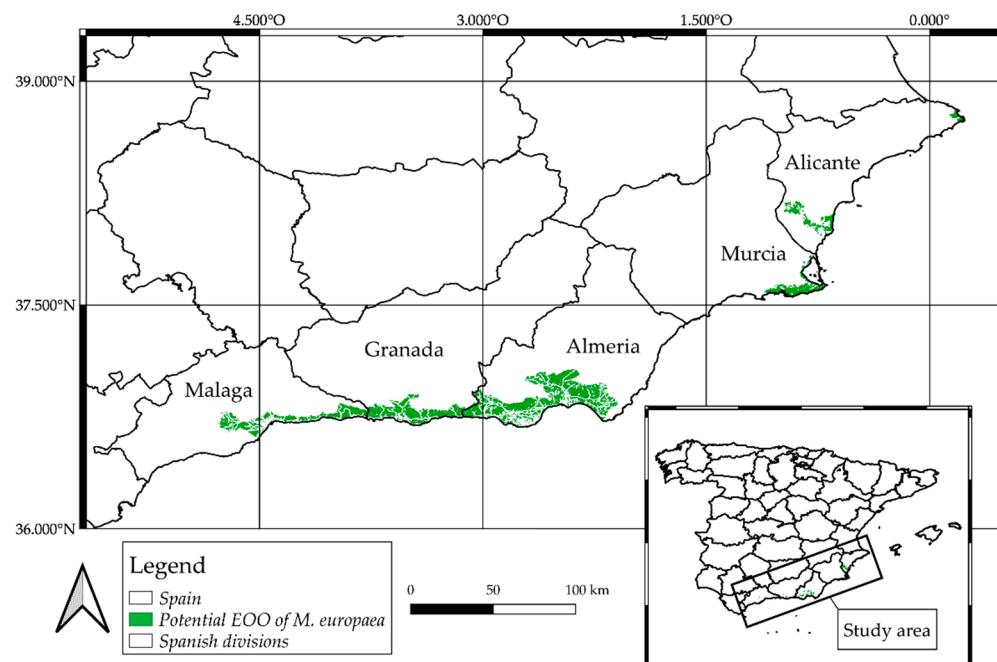 4.500°O 3.000°O 1.500°O 0.000°
39.000°N
Alicante
Murcia
37.500°N
Granada
Almeria
Malaga
36.000°N
Legend
Spain
Potential EOO of M. europaea
Spanish divisions
0 50 100 km
Study area